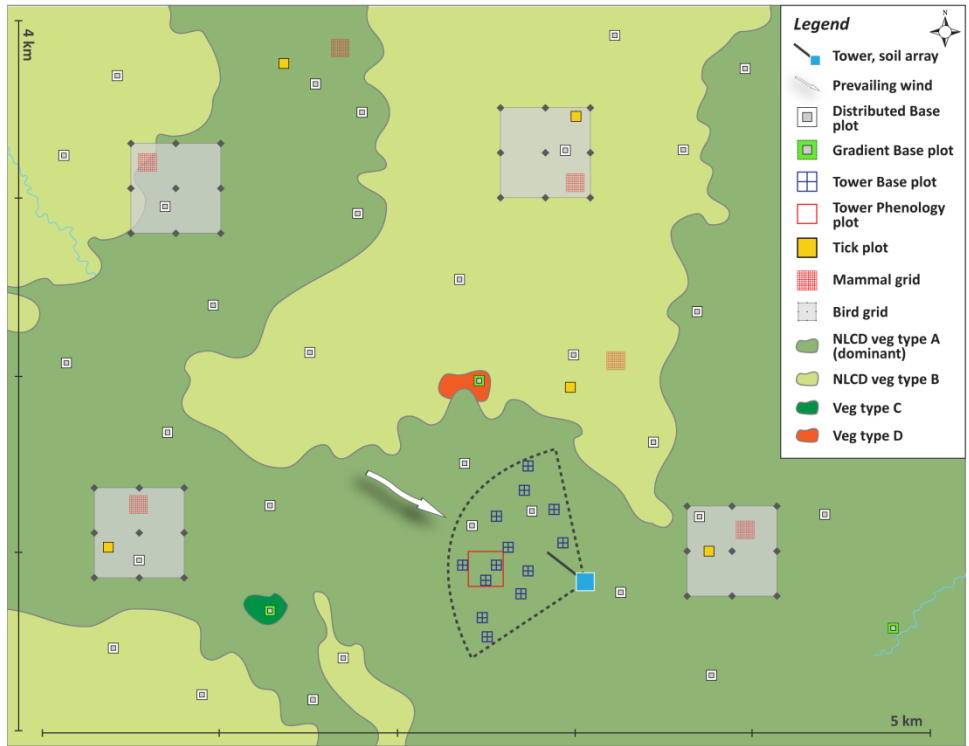 4 km
Legend
N
Tower, soil array
Prevailing wind
Distributed Base
plot
Gradient Base plot
Tower Base plot
Tower Phenology
plot
Tick plot
Mammal grid
Bird grid
NLCD veg type A
(dominant)
NLCD veg type B
Veg type C
Veg type D
5 km